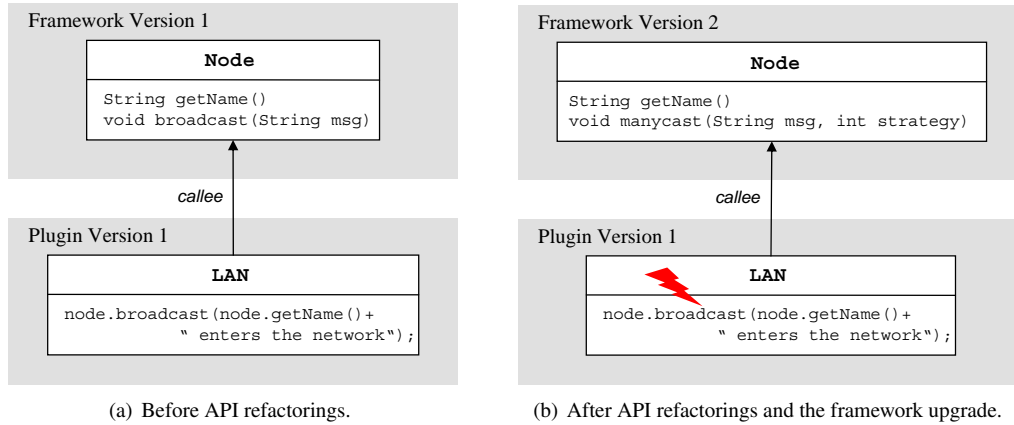 Framework Version 1
Node
String getName()
void broadcast(String msg)
callee
Plugin Version 1
LAN
node.broadcast(node.getName()+
“ enters the network“);
(a) Before API refactorings.
Framework Version 2
Node
String getName()
void manycast(String msg, int strategy)
callee
Plugin Version 1
LAN
node.broadcast(node.getName()+
“ enters the network“);
(b) After API refactorings and the framework upgrade.